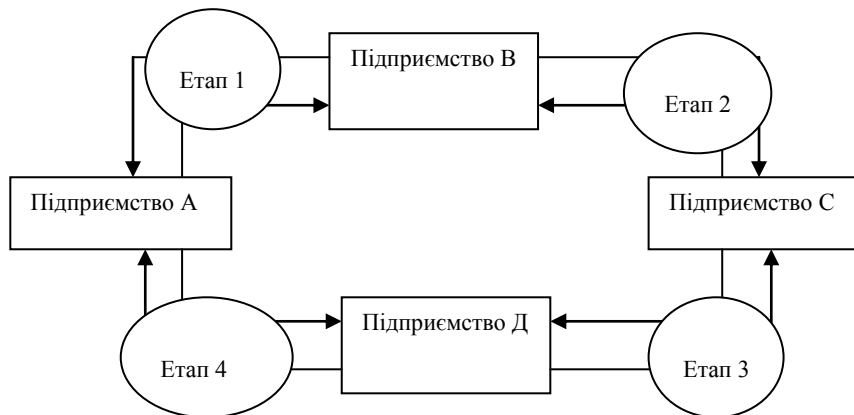 Підприємство В
Етап 1
Етап 2
Підприємство А
Підприємство С
Підприємство Д
Етап 4
Етап 3